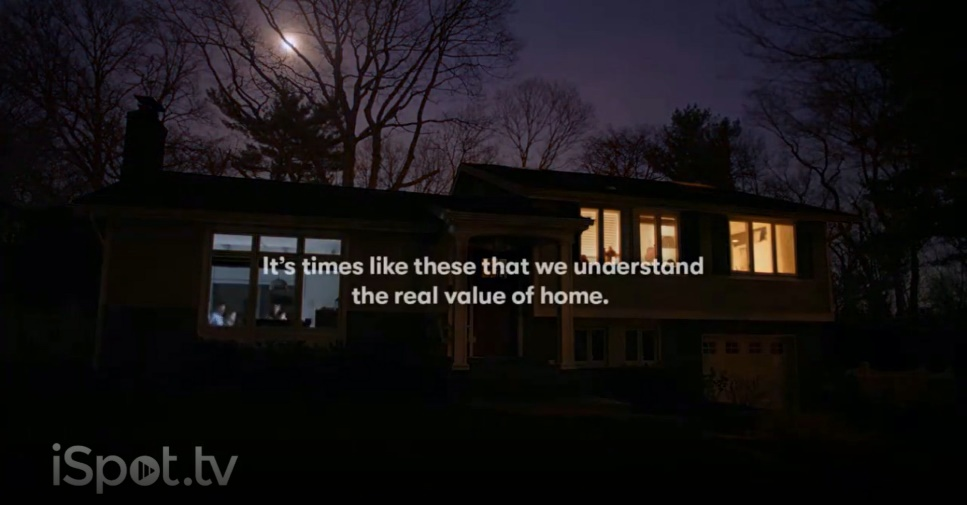 It's times like these that we understand
the real value of home.
iSpot.tv